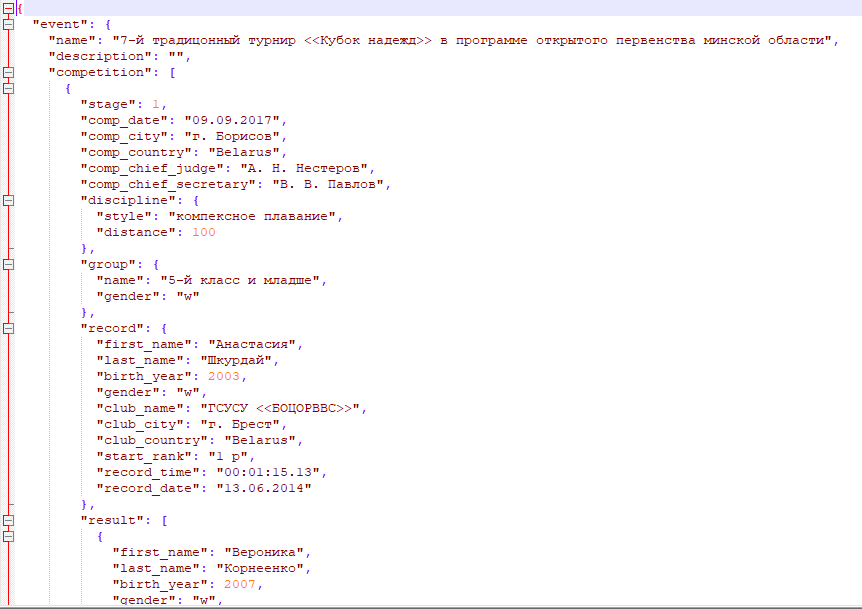 {
"event": {
"name": "7-й традицонный турнир <<Кубок надежд>> в программе открытого первенства минской области",
"description": "",
"competition": [
{
"stage": 1,
"comp_date": "09.09.2017",
"comp_city": "г. Борисов",
"comp_country": "Belarus",
"comp_chief_judge": "А. Н. Нестеров",
"comp_chief_secretary": "В. В. Павлов",
"discipline": {
"style": "компексное плавание",
"distance": 100
},
"group": {
"name": "5-й класс и младше",
"gender": "w"
},
"record": {
"first_name": "Анастасия",
"last_name": "Шкурдай",
"birth_year": 2003,
"gender": "w",
"club_name": "ГСУСУ <<БОЦОРВВС>>",
"club_city": "г. Брест",
"club_country": "Belarus",
"start_rank": "1 р",
"record_time": "00:01:15.13",
"record_date": "13.06.2014"
},
"result": [
{
"first_name": "Вероника",
"last_name": "Корнеенко",
"birth_year": 2007,
"gender": "w",